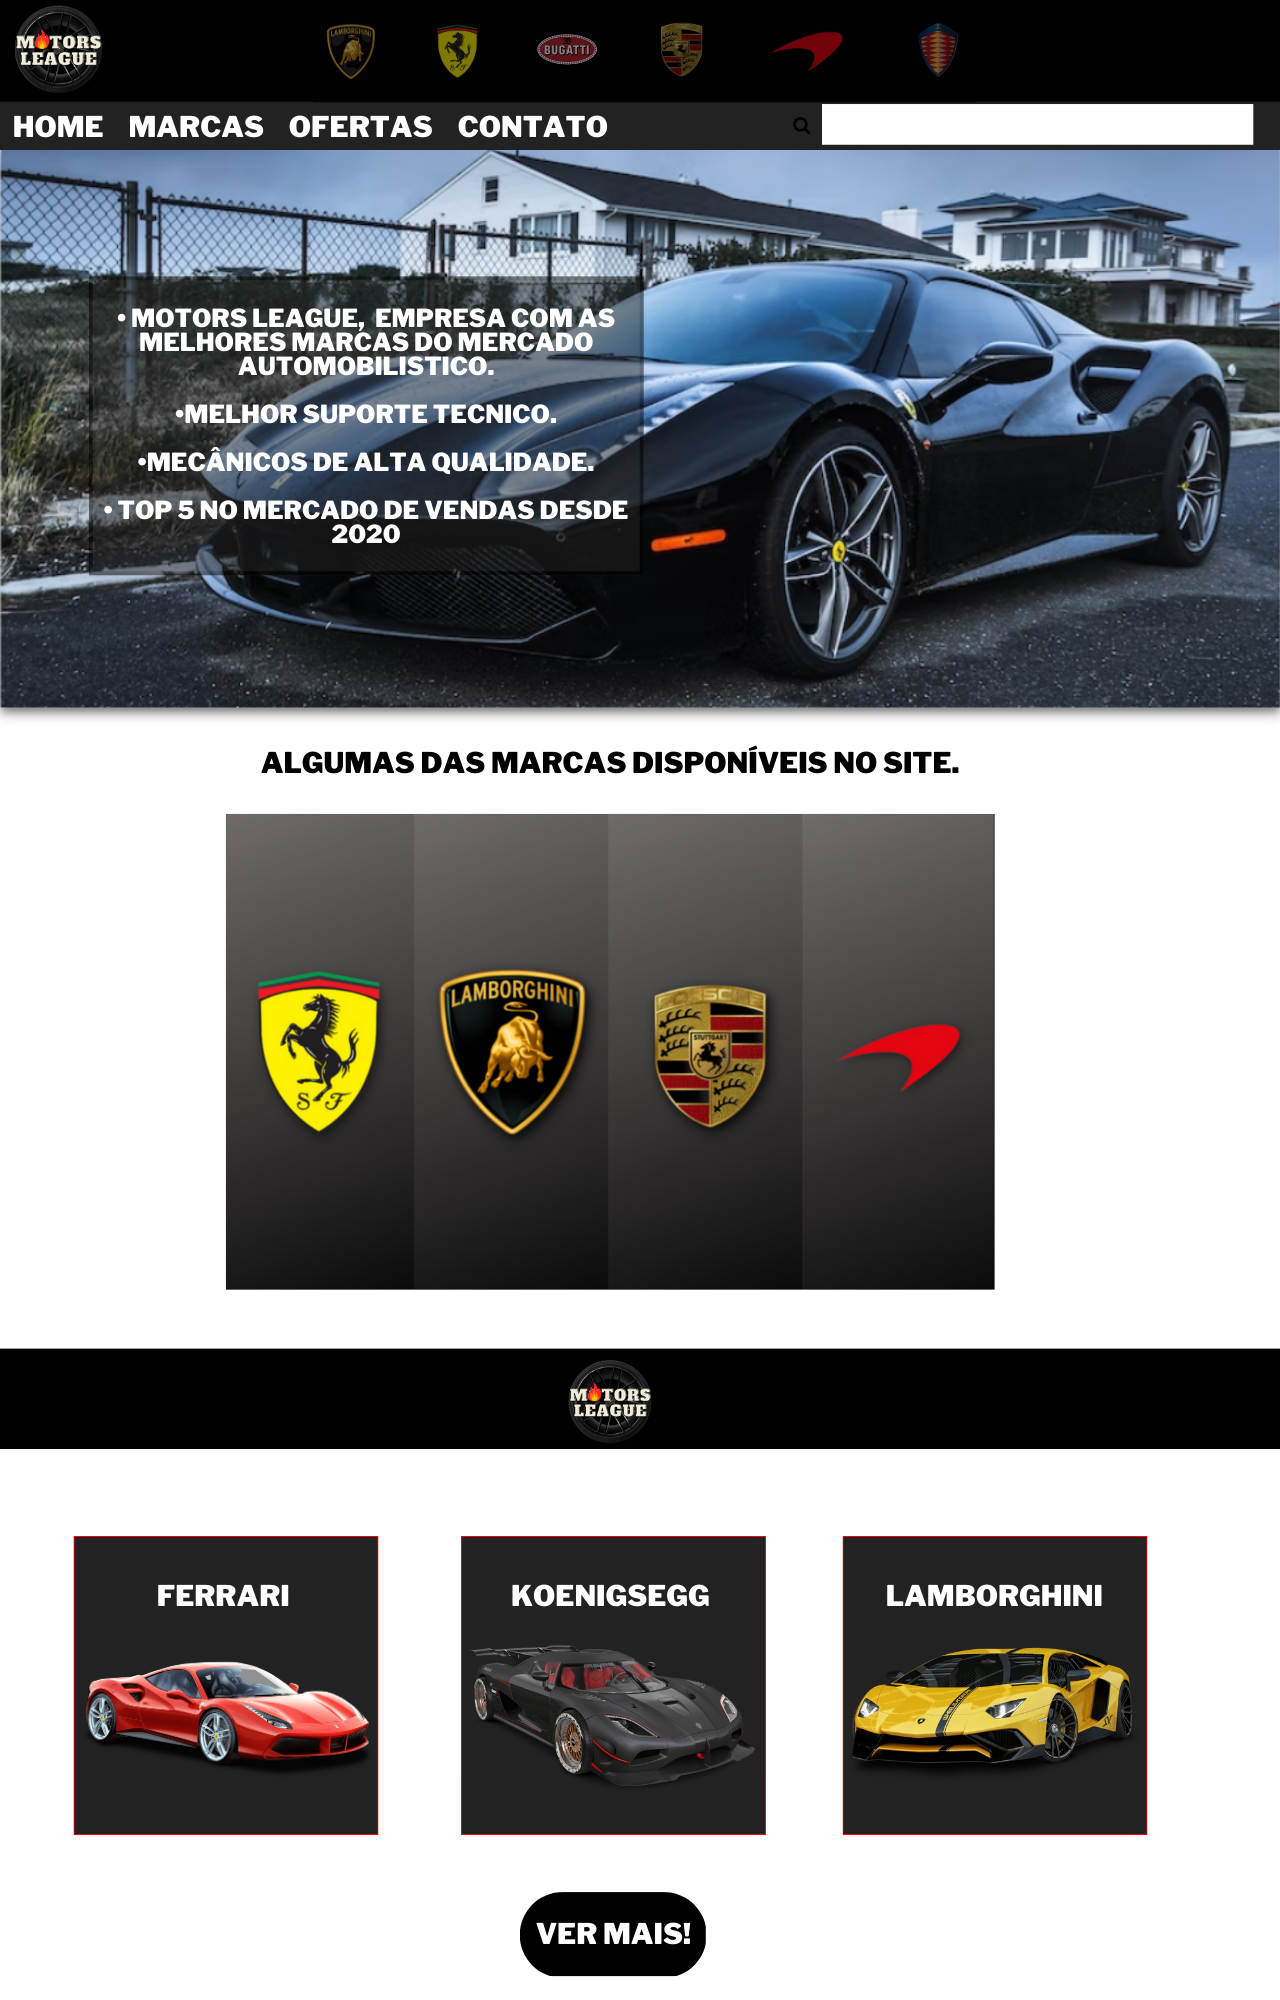 MOTORS
LEAGUE
LAMBORGHINI
SF
BUGATTI
HOME MARCAS OFERTAS CONTATO
• MOTORS LEAGUE, EMPRESA COM AS
MELHORES MARCAS DO MERCADO
AUTOMOBILISTICO.
•MELHOR SUPORTE TECNICO.
•MECÂNICOS DE ALTA QUALIDADE.
• TOP 5 NO MERCADO DE VENDAS DESDE
2020
ALGUMAS DAS MARCAS DISPONÍVEIS NO SITE.
S F
LAMBORGHINI
PORSCHE
STUTTGART
MOTORS
LEAGUE
FERRARI
KOENIGSEGG
LAMBORGHINI
VER MAIS!